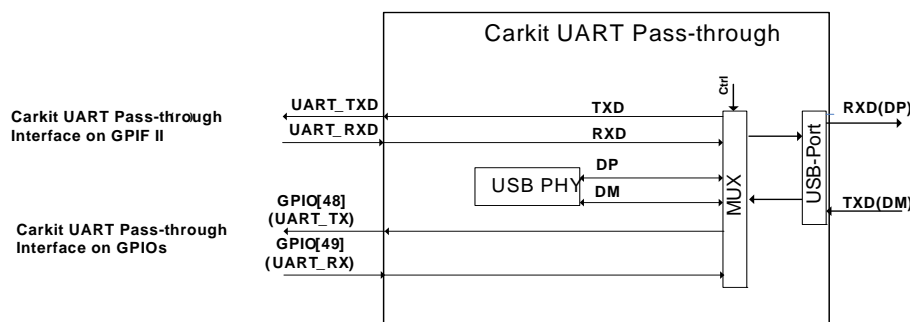 Carkit UART Pass-through
Ctrl
UART_TXD
TXD
RXD(DP)
Carkit UART Pass-through
Interface on GPIF II
UART_RXD
RXD
DP
USB PHY
DM
MUX
USB-Port
TXD(DM)
GPIO[48]
(UART_TX)
Carkit UART Pass-through
Interface on GPIOs
GPIO[49]
(UART_RX)